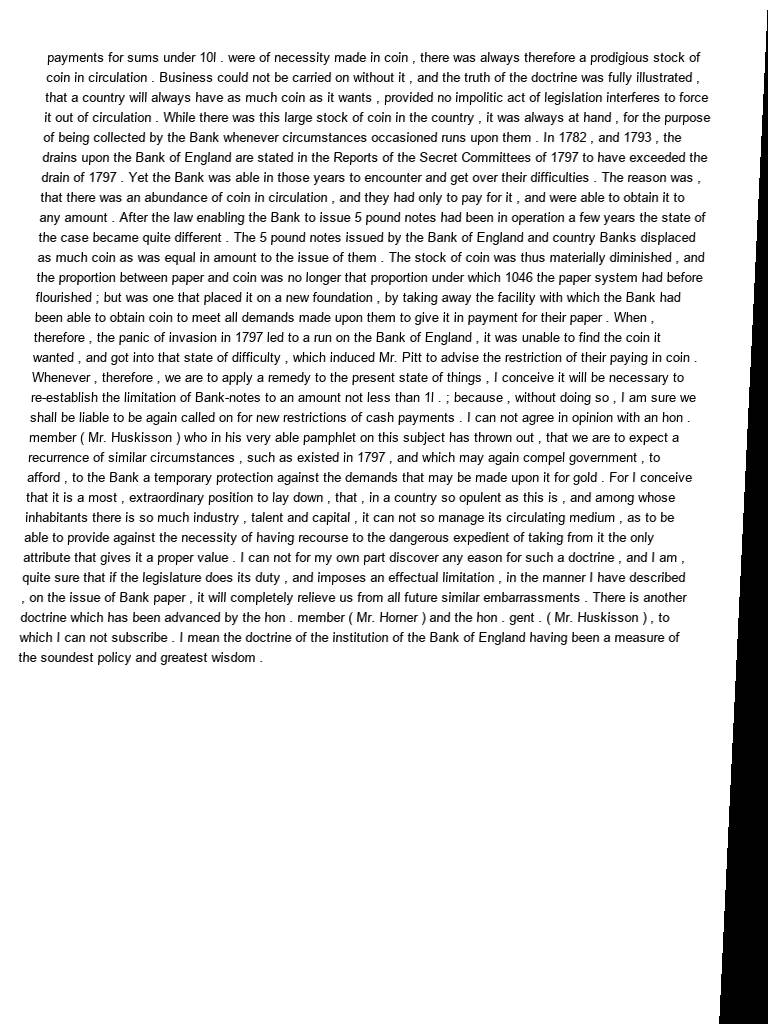 payments for sums under 10l . were of necessity made in coin , there was always therefore a prodigious stock of
coin in circulation . Business could not be carried on without it , and the truth of the doctrine was fully illustrated ,
that a country will always have as much coin as it wants , provided no impolitic act of legislation interferes to force
it out of circulation . While there was this large stock of coin in the country , it was always at hand , for the purpose
of being collected by the Bank whenever circumstances occasioned runs upon them . In 1782 , and 1793 , the
drains upon the Bank of England are stated in the Reports of the Secret Committees of 1797 to have exceeded the
drain of 1797 . Yet the Bank was able in those years to encounter and get over their difficulties . The reason was ,
that there was an abundance of coin in circulation , and they had only to pay for it , and were able to obtain it to
any amount . After the law enabling the Bank to issue 5 pound notes had been in operation a few years the state of
the case became quite different . The 5 pound notes issued by the Bank of England and country Banks displaced
as much coin as was equal in amount to the issue of them . The stock of coin was thus materially diminished , and
the proportion between paper and coin was no longer that proportion under which 1046 the paper system had before
flourished ; but was one that placed it on a new foundation , by taking away the facility with which the Bank had
been able to obtain coin to meet all demands made upon them to give it in payment for their paper . When ,
therefore , the panic of invasion in 1797 led to a run on the Bank of England , it was unable to find the coin it
wanted , and got into that state of difficulty , which induced Mr. Pitt to advise the restriction of their paying in coin .
Whenever , therefore , we are to apply a remedy to the present state of things , I conceive it will be necessary to
re-establish the limitation of Bank-notes to an amount not less than 1l . ; because , without doing so , I am sure we
shall be liable to be again called on for new restrictions of cash payments . I can not agree in opinion with an hon .
member ( Mr. Huskisson ) who in his very able pamphlet on this subject has thrown out , that we are to expect a
recurrence of similar circumstances , such as existed in 1797 , and which may again compel government , to
afford , to the Bank a temporary protection against the demands that may be made upon it for gold . For I conceive
that it is a most , extraordinary position to lay down , that , in a country so opulent as this is , and among whose
inhabitants there is so much industry , talent and capital , it can not so manage its circulating medium , as to be
able to provide against the necessity of having recourse to the dangerous expedient of taking from it the only
attribute that gives it a proper value . I can not for my own part discover any eason for such a doctrine , and I am ,
quite sure that if the legislature does its duty , and imposes an effectual limitation , in the manner I have described
, on the issue of Bank paper , it will completely relieve us from all future similar embarrassments . There is another
doctrine which has been advanced by the hon . member ( Mr. Horner ) and the hon . gent . ( Mr. Huskisson ) , to
which I can not subscribe . I mean the doctrine of the institution of the Bank of England having been a measure of
the soundest policy and greatest wisdom .